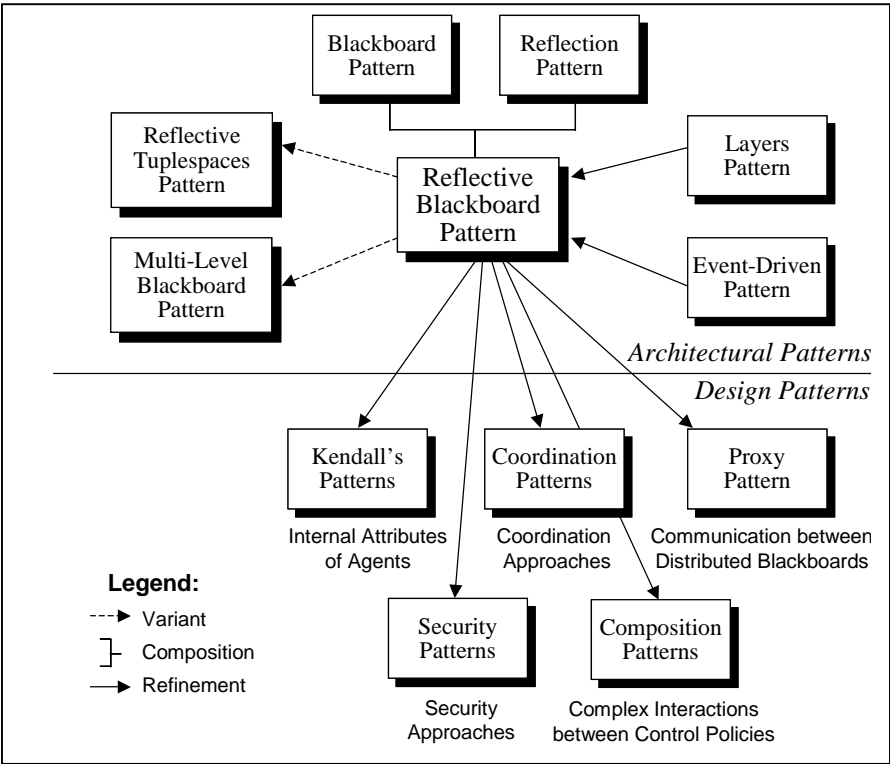 Blackboard
Pattern
Reflection
Pattern
Reflective
Tuplespaces
Pattern
Layers
Pattern
Reflective
Blackboard
Pattern
Multi-Level
Blackboard
Pattern
Event-Driven
Pattern
Architectural Patterns
Design Patterns
Kendall's
Patterns
Coordination
Patterns
Proxy
Pattern
Internal Attributes
of Agents
Coordination
Approaches
Communication between
Distributed Blackboards
Legend:
Variant
Composition
Refinement
Security
Patterns
Composition
Patterns
Security
Approaches
Complex Interactions
between Control Policies